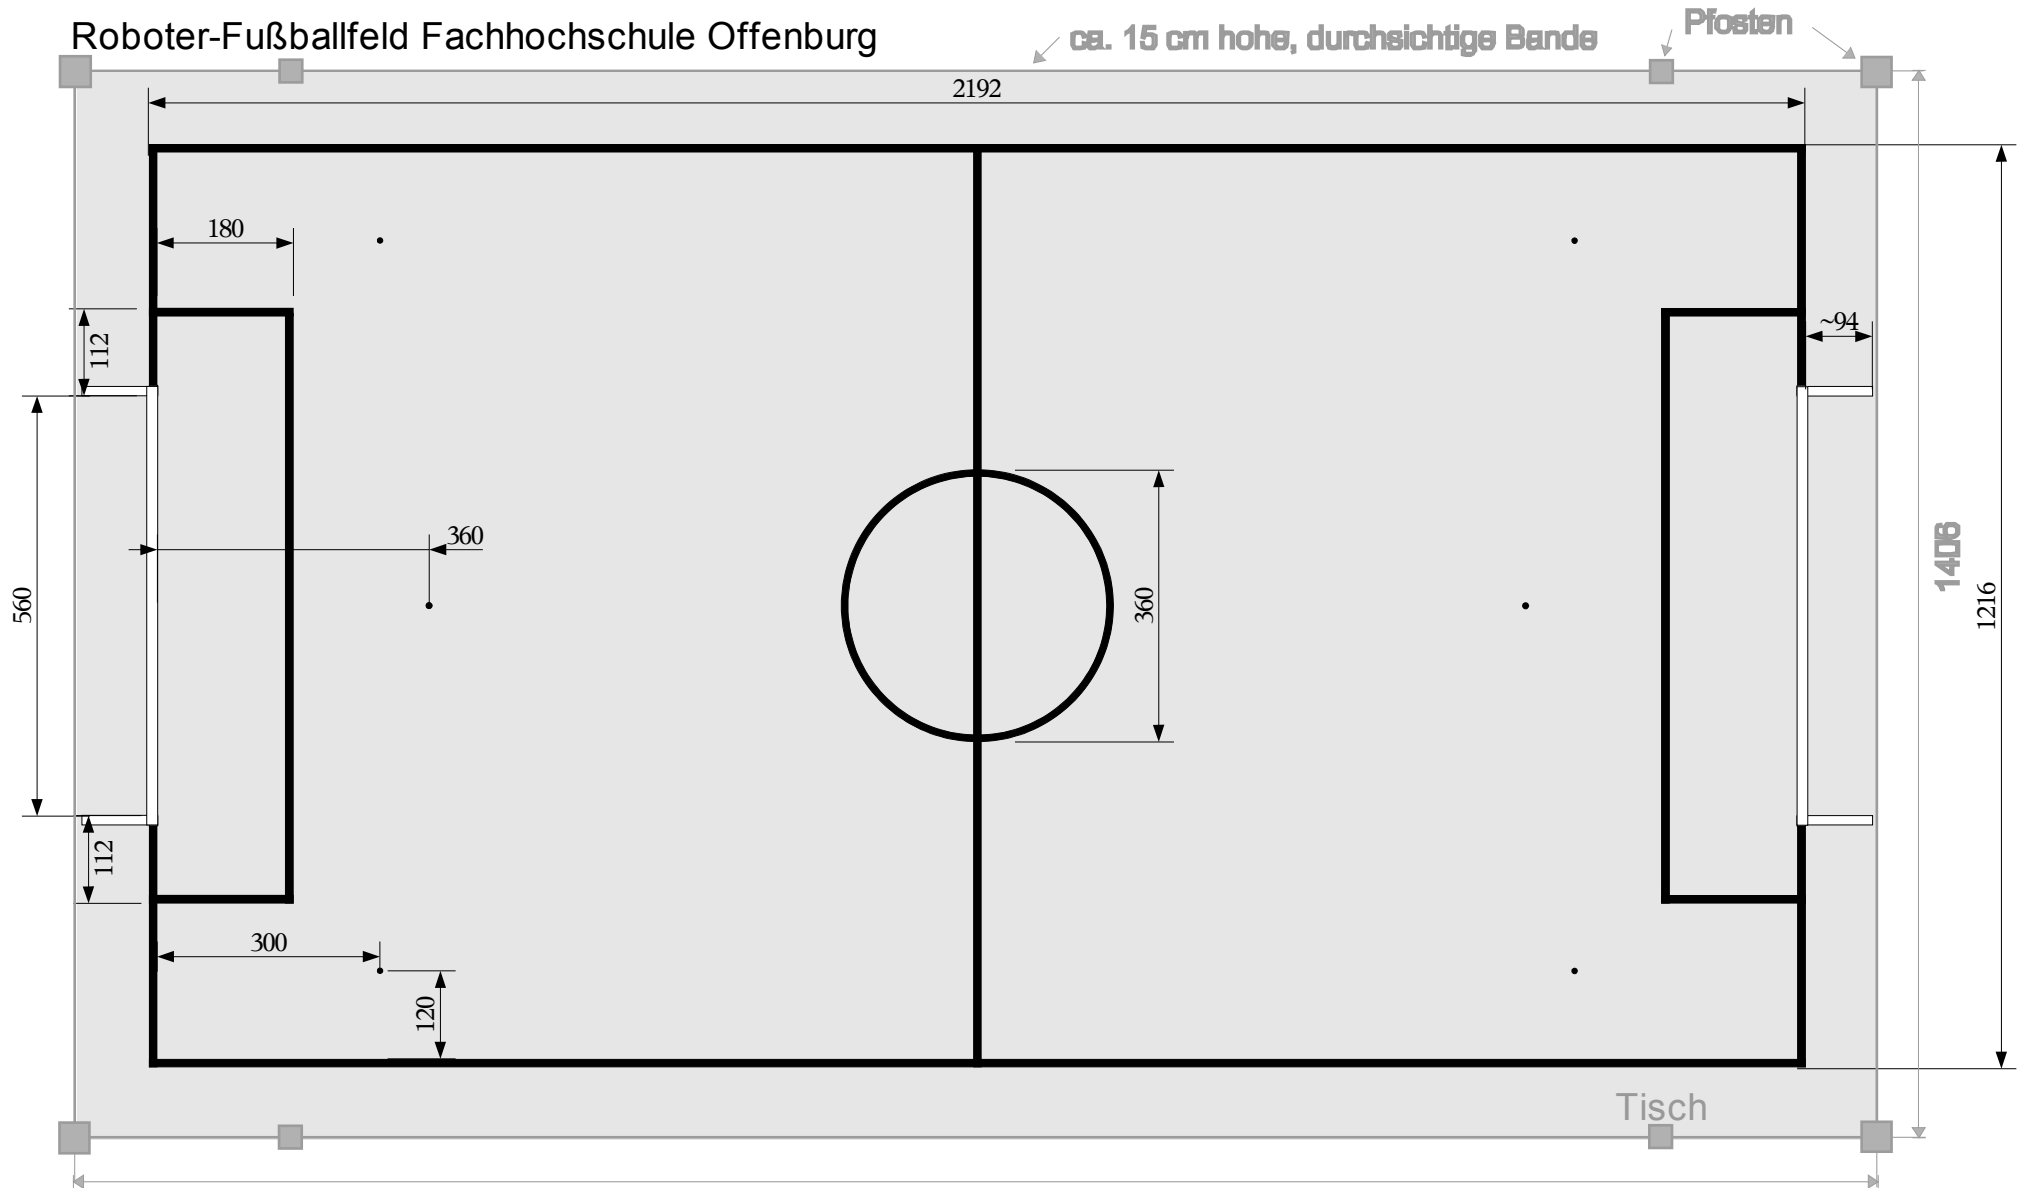 Roboter-Fußballfeld Fachhochschule Offenburg
ca. 15 cm hohe, durchsichtige Bande
Pfosten
2192
180
~94
112
360
560
360
1216
112
300
120
Tisch